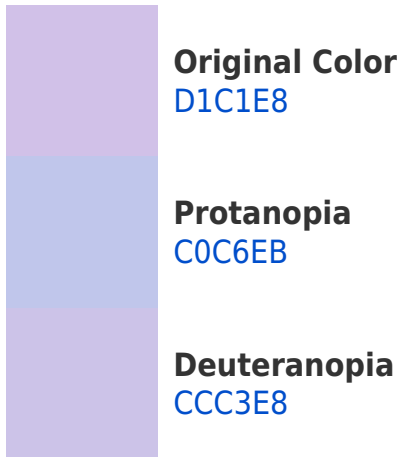 Original Color
D1C1E8
Protanopia
C0C6EB
Deuteranopia
CCC3E8